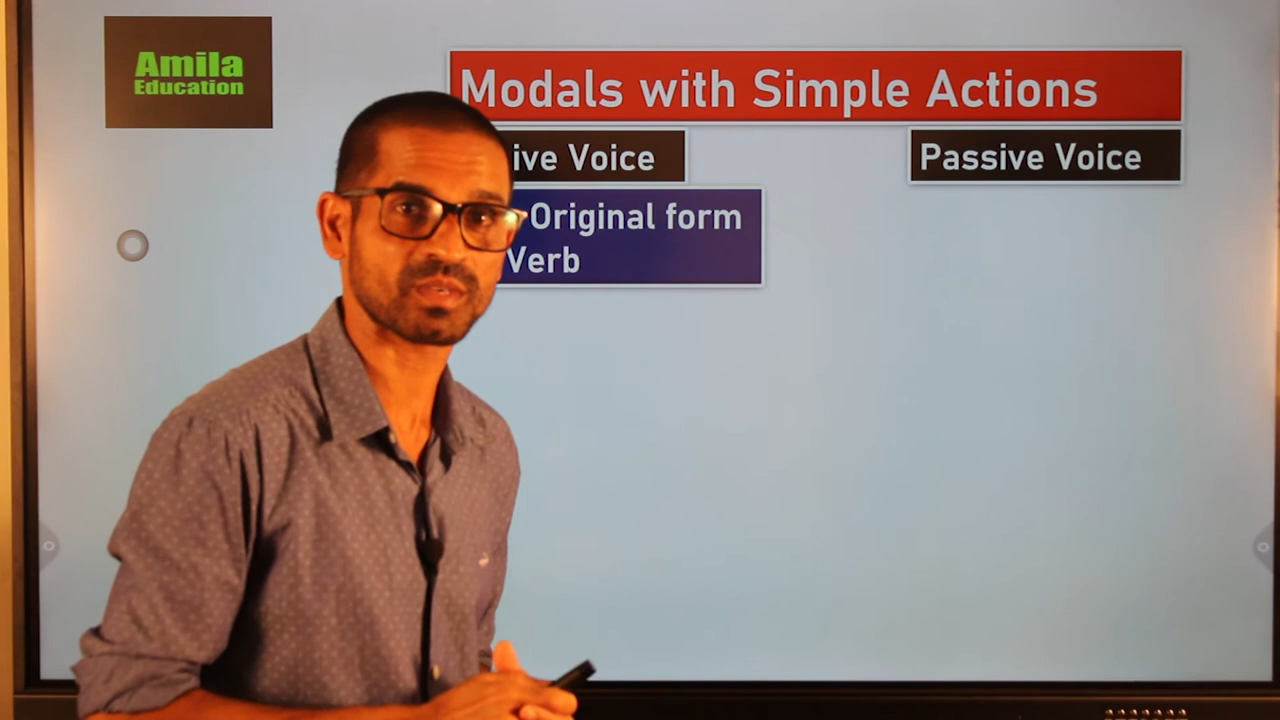 Amila
Education
Modals with Simple Actions
ive Voice
Passive Voice
Original form
Verb